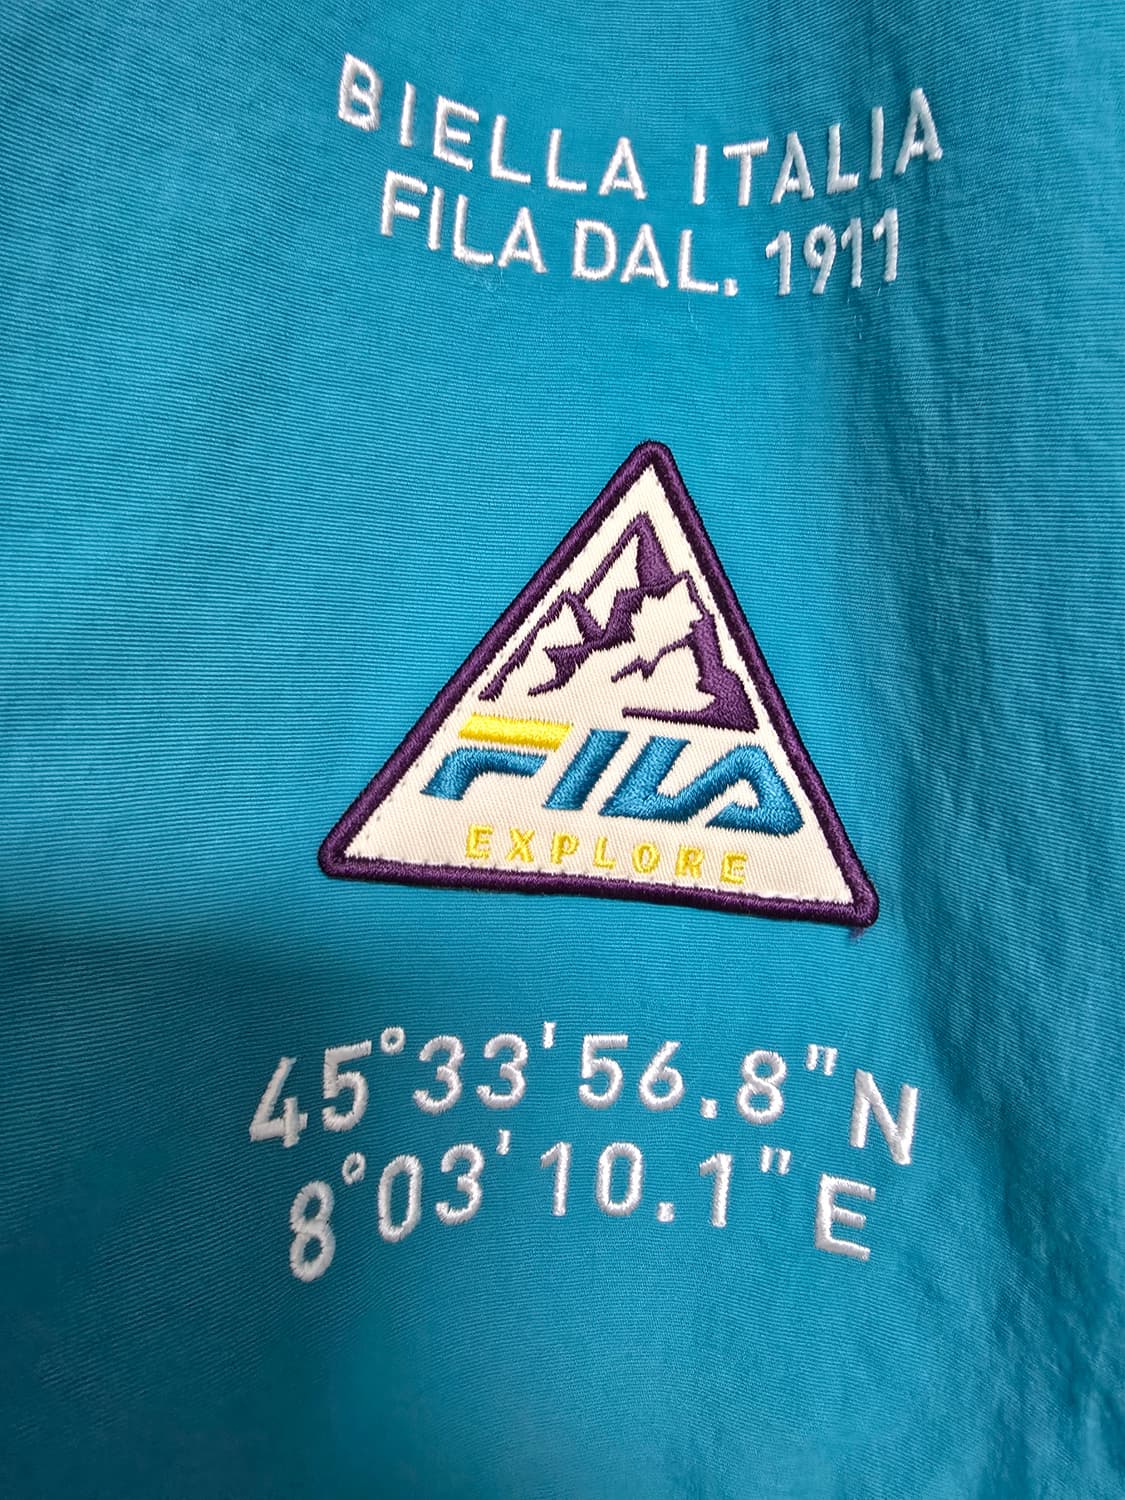 BIELLA ITALIA
FILA DAL. 1911
FILA
EXPLORE
45°33'56.8"N
8°03'10.1"E